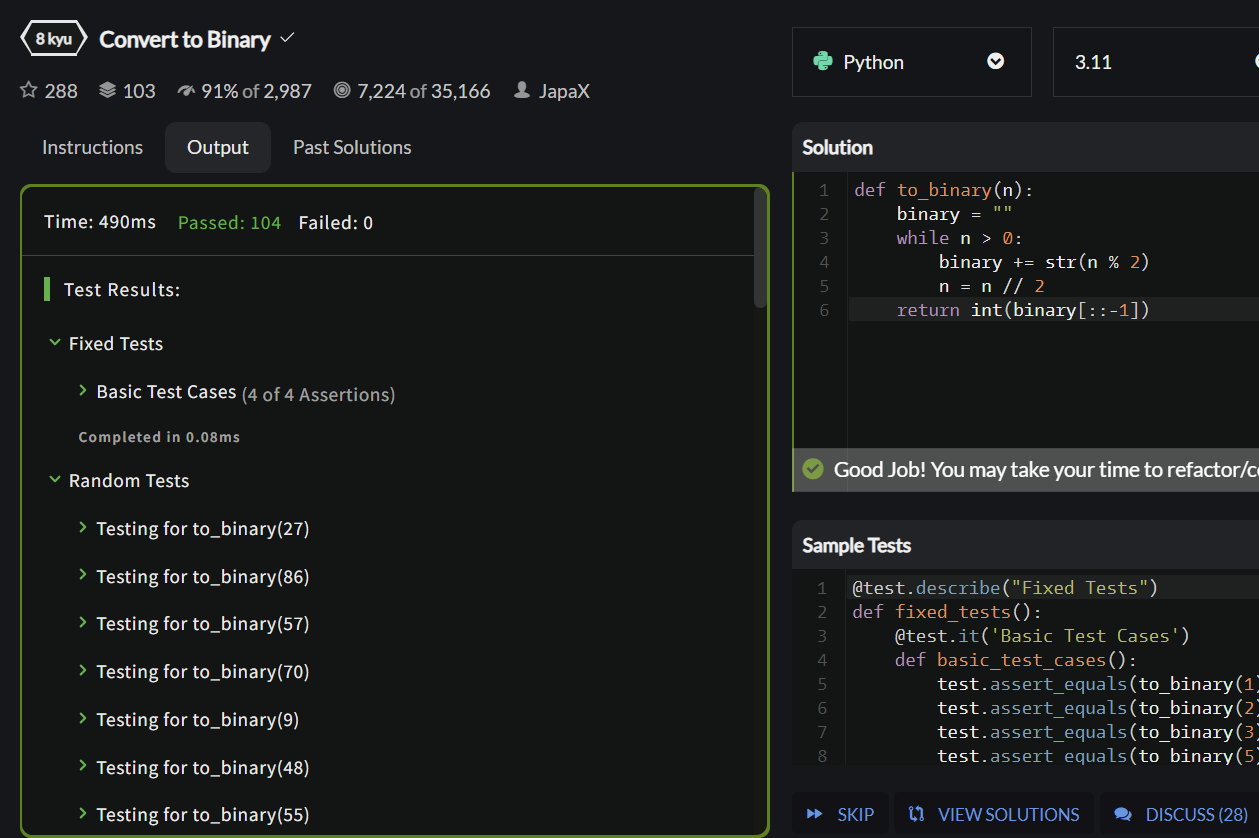 8 kyu Convert to Binary
288 103 91% of 2,987 7,224 of 35,166 JapaX
Instructions Output Past Solutions
Time: 490ms Passed: 104 Failed: 0
Test Results:
Fixed Tests
Basic Test Cases (4 of 4 Assertions)
Completed in 0.08ms
Random Tests
Testing for to_binary(27)
Testing for to_binary(86)
Testing for to_binary(57)
Testing for to_binary(70)
Testing for to_binary(9)
Testing for to_binary(48)
Testing for to_binary(55)
Python 3.11
Solution
1 def to_binary(n):
2 binary = ""
3 while n > 0:
4 binary += str(n % 2)
5 n = n // 2
6 return int(binary[::-1])
Good Job! You may take your time to refactor/c
Sample Tests
1 @test.describe("Fixed Tests")
2 def fixed_tests():
3 @test.it('Basic Test Cases')
4 def basic_test_cases():
5 test.assert_equals(to_binary(1)
6 test.assert_equals(to_binary(2)
7 test.assert_equals(to_binary(3)
8 test.assert_equals(to_binary(5)
SKIP VIEW SOLUTIONS DISCUSS (28)